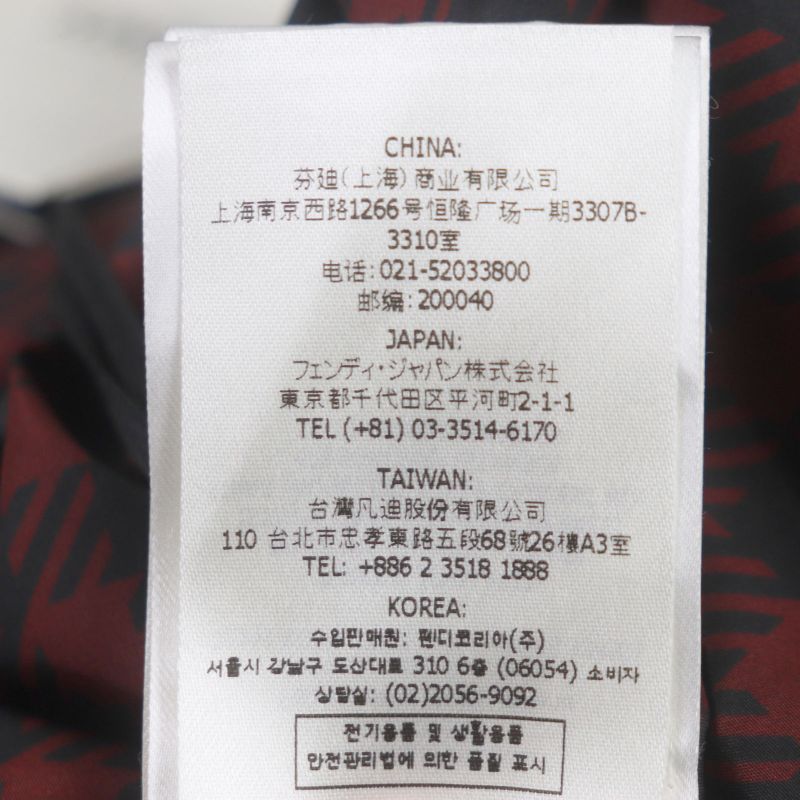 CHINA:
芬迪(上海)商业有限公司
上海南京西路1266号恒隆广场一期3307B-
3310室
电话:021-52033800
邮编:200040
JAPAN:
フェンディ・ジャパン株式会社
東京都千代田区平河町2-1-1
TEL (+81) 03-3514-6170
TAIWAN:
台灣凡迪股份有限公司
110 台北市忠孝東路五段68號26樓A3室
TEL: +886 2 3518 1888
KOREA:
수입판매원: 펜디코리아(주)
서울시 강남구 도산대로 310 6층 (06054) 소비자
상담실: (02)2056-9092
전기용품 및 생활용품
안전관리법에 의한 품질 표시